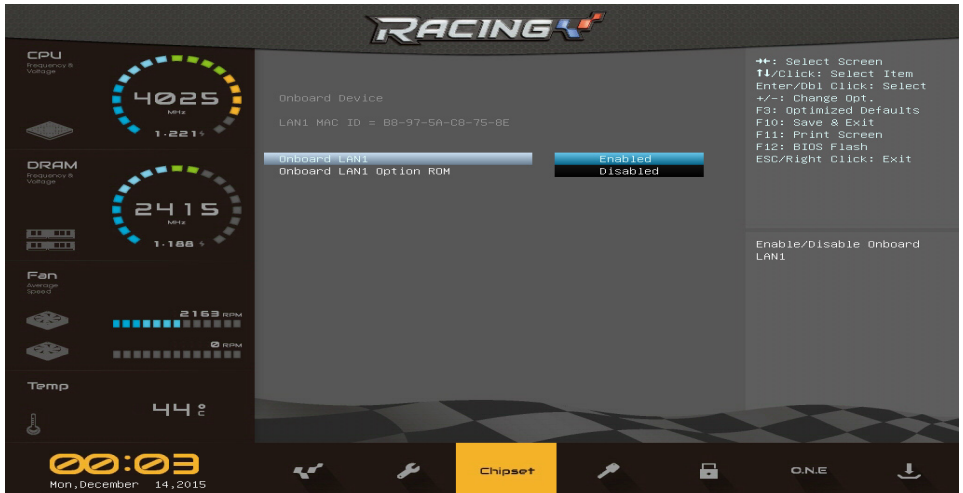 RACING
CPU
Frequency &
Voltage
4025
MHz
1.221 v
DRAM
Frequency &
Voltage
2415
MHz
1.188 v
Fan
Average
Speed
2163 RPM
0 RPM
Temp
44 °C
00:03
Mon,December 14,2015
Onboard Device
LAN1 MAC ID = B8-97-5A-C8-75-8E
Onboard LAN1 Enabled
Onboard LAN1 Option ROM Disabled
→←: Select Screen
↑↓/Click: Select Item
Enter/Dbl Click: Select
+/-: Change Opt.
F3: Optimized Defaults
F10: Save & Exit
F11: Print Screen
F12: BIOS Flash
ESC/Right Click: Exit
Enable/Disable Onboard
LAN1
Chipset
O.N.E